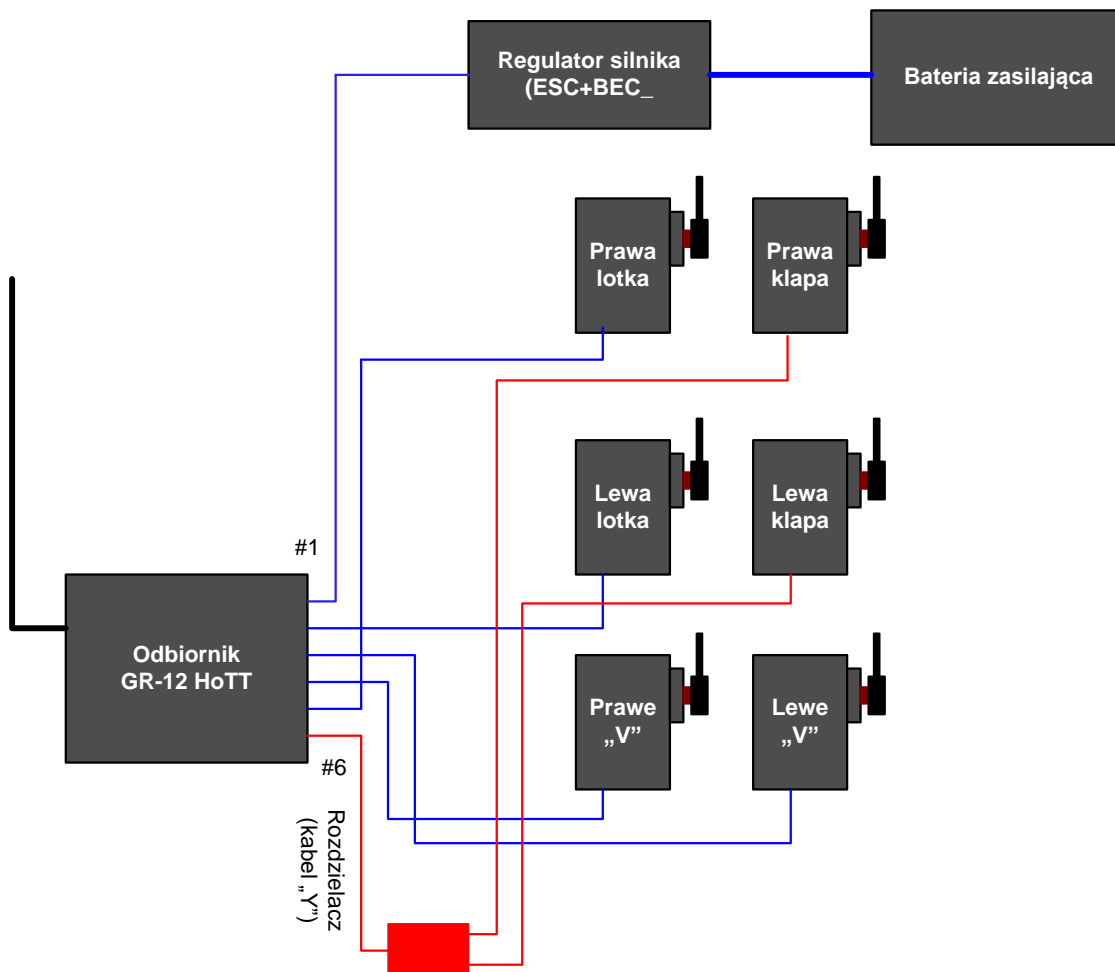 Regulator silnika
(ESC+BEC_
Bateria zasilająca
Prawa
lotka
Prawa
klapa
Lewa
lotka
Lewa
klapa
#1
Odbiornik
GR-12 HoTT
Prawe
„V”
Lewe
„V”
#6
Rozdzielacz
(kabel „Y”)